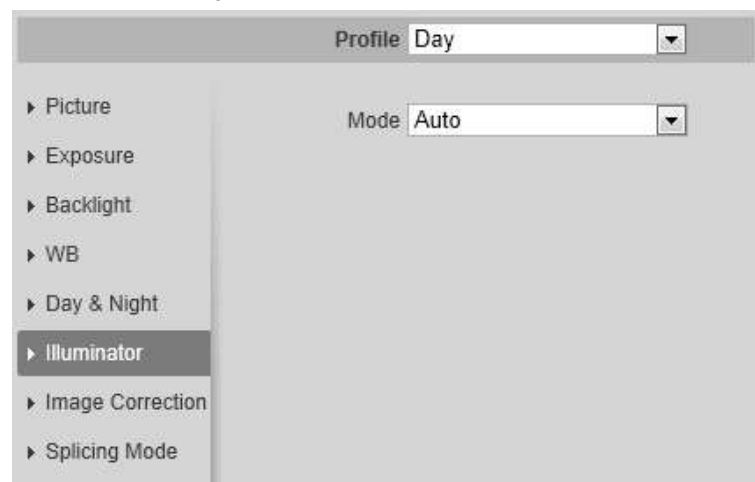 Profile Day
Mode Auto
Picture
Exposure
Backlight
WB
Day & Night
Illuminator
Image Correction
Splicing Mode